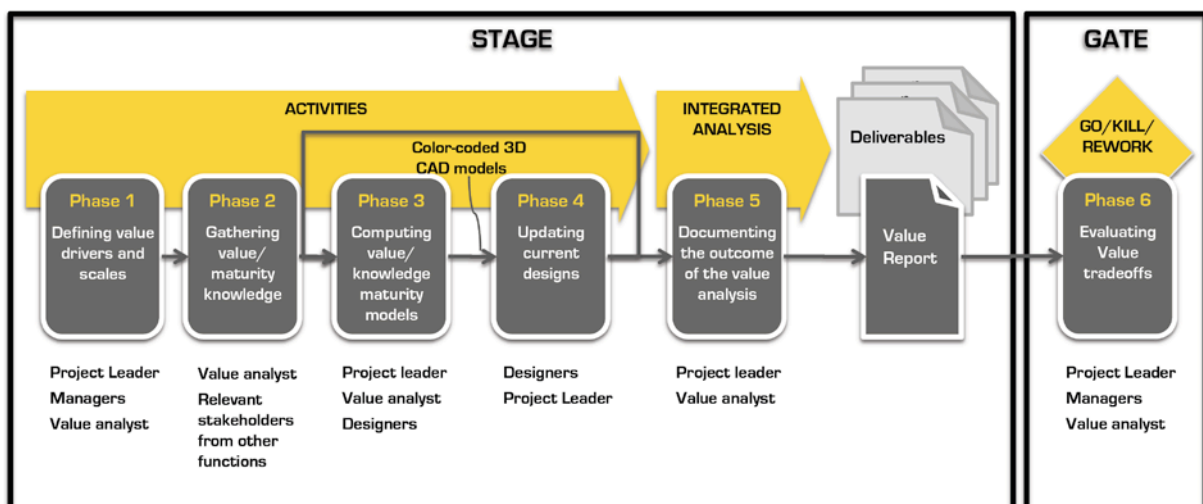 STAGE
GATE
ACTIVITIES
INTEGRATED
ANALYSIS
Deliverables
GO/KILL/
REWORK
Color-coded 3D
CAD models
Phase 1
Defining value
drivers and
scales
Phase 2
Gathering
value/
maturity
knowledge
Phase 3
Computing
value/
knowledge
maturity
models
Phase 4
Updating
current
designs
Phase 5
Documenting
the outcome
of the value
analysis
Value
Report
Phase 6
Evaluating
Value
tradeoffs
Project Leader
Managers
Value analyst
Value analyst
Relevant
stakeholders
from other
functions
Project leader
Value analyst
Designers
Designers
Project Leader
Project leader
Value analyst
Project Leader
Managers
Value analyst